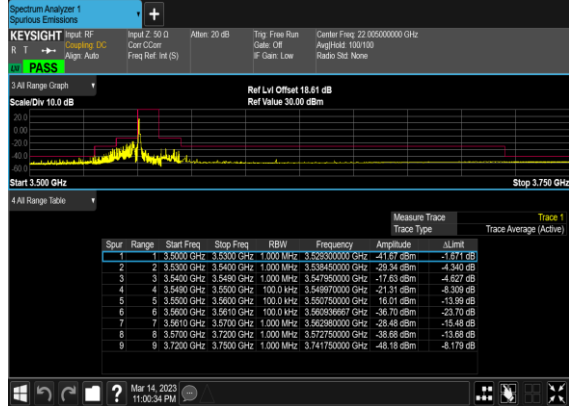 Spectrum Analyzer 1
Spurious Emissions
KEYSIGHT Input: RF Input Z: 50 Ω Atten: 20 dB Trig: Free Run Center Freq: 22.005000000 GHz
R T Coupling: DC Corr CCorr Gate: Off Avg|Hold: 100/100
Align: Auto Freq Ref: Int (S) IF Gain: Low Radio Std: None
PASS
3 All Range Graph
Ref Lvl Offset 18.61 dB
Scale/Div 10.0 dB Ref Value 30.00 dBm
20.0
0.00
-20.0
-40.0
-60.0
Start 3.500 GHz Stop 3.750 GHz
4 All Range Table
Measure Trace Trace 1
Trace Type Trace Average (Active)
Spur Range Start Freq Stop Freq RBW Frequency Amplitude ΔLimit
1 1 3.5000 GHz 3.5300 GHz 1.000 MHz 3.529300000 GHz -41.67 dBm -1.671 dB
2 2 3.5300 GHz 3.5400 GHz 1.000 MHz 3.538450000 GHz -29.34 dBm -4.340 dB
3 3 3.5400 GHz 3.5490 GHz 1.000 MHz 3.547950000 GHz -17.63 dBm -4.627 dB
4 4 3.5490 GHz 3.5500 GHz 100.0 kHz 3.549970000 GHz -21.31 dBm -8.309 dB
5 5 3.5500 GHz 3.5600 GHz 100.0 kHz 3.550750000 GHz 16.01 dBm -13.99 dB
6 6 3.5600 GHz 3.5610 GHz 100.0 kHz 3.560936667 GHz -36.70 dBm -23.70 dB
7 7 3.5610 GHz 3.5700 GHz 1.000 MHz 3.562980000 GHz -28.48 dBm -15.48 dB
8 8 3.5700 GHz 3.7200 GHz 1.000 MHz 3.572750000 GHz -38.68 dBm -13.68 dB
9 9 3.7200 GHz 3.7500 GHz 1.000 MHz 3.741750000 GHz -48.18 dBm -8.179 dB
Mar 14, 2023
11:00:34 PM